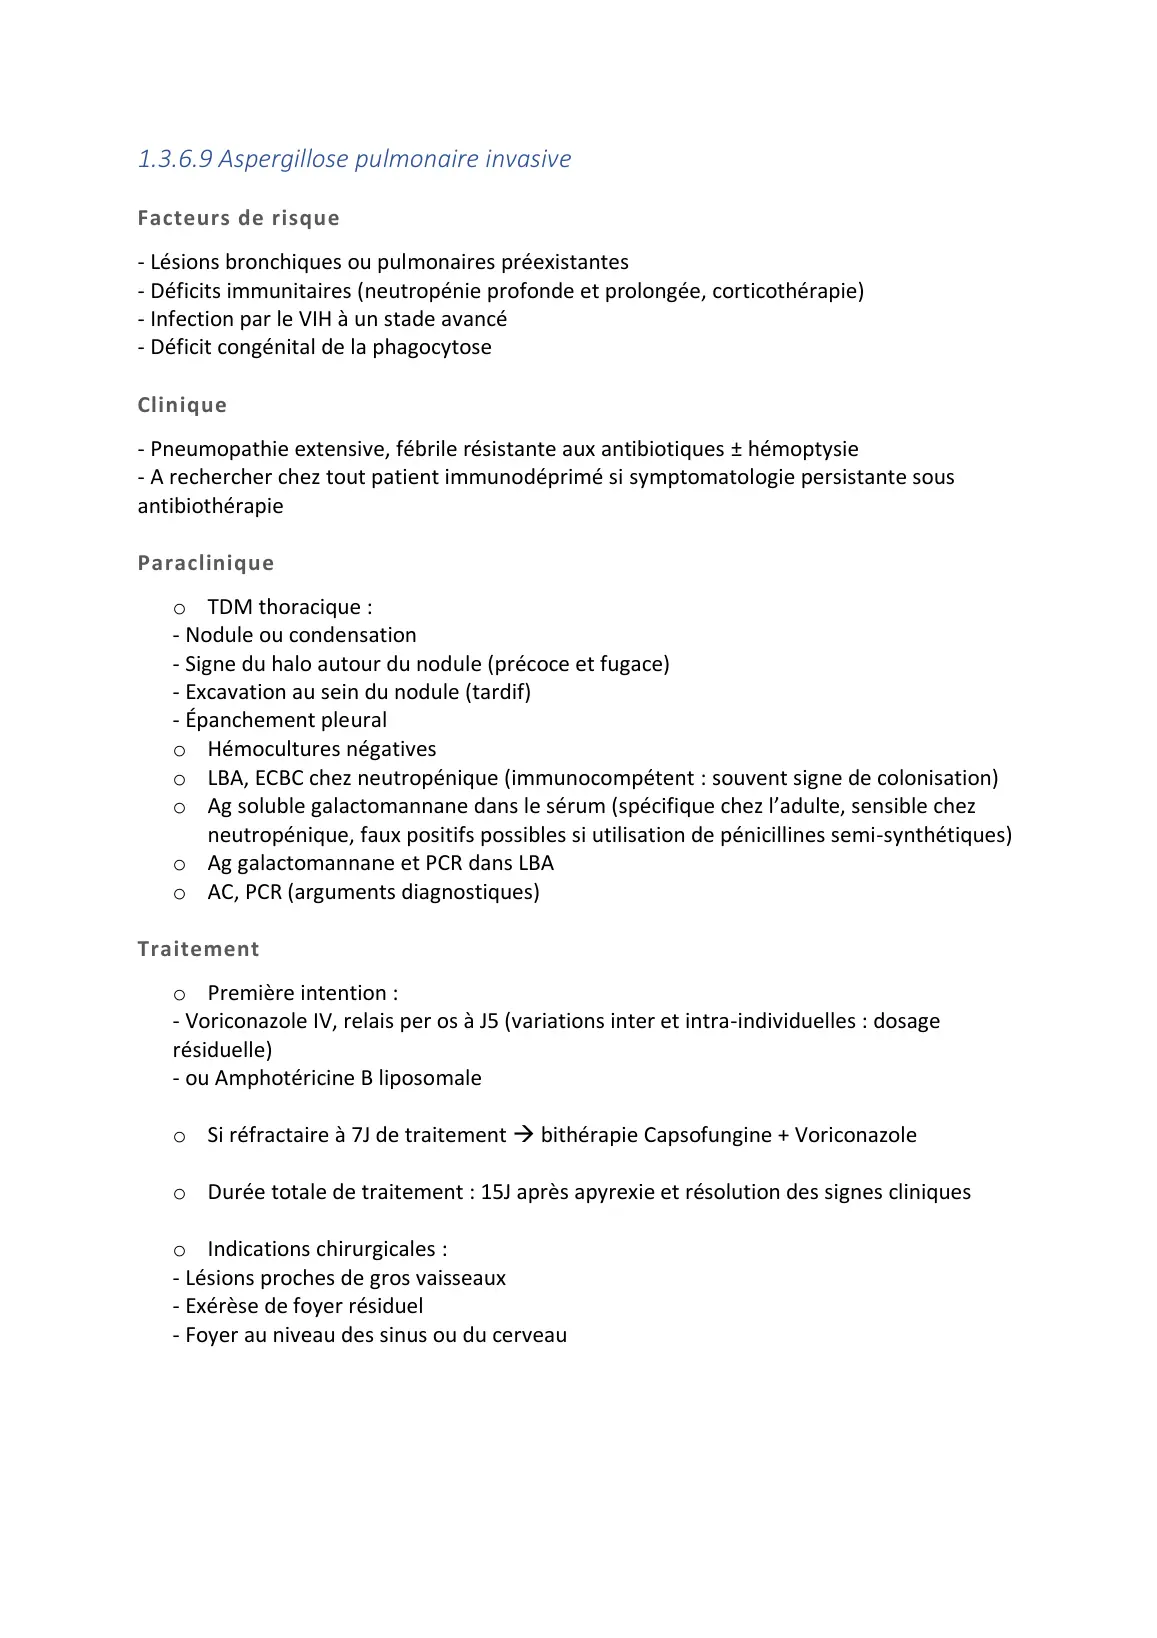 1.3.6.9 Aspergillose pulmonaire invasive
Facteurs de risque
- Lésions bronchiques ou pulmonaires préexistantes
- Déficits immunitaires (neutropénie profonde et prolongée, corticothérapie)
- Infection par le VIH à un stade avancé
- Déficit congénital de la phagocytose
Clinique
- Pneumopathie extensive, fébrile résistante aux antibiotiques ± hémoptysie
- A rechercher chez tout patient immunodéprimé si symptomatologie persistante sous
antibiothérapie
Paraclinique
o TDM thoracique :
- Nodule ou condensation
- Signe du halo autour du nodule (précoce et fugace)
- Excavation au sein du nodule (tardif)
- Épanchement pleural
o Hémocultures négatives
o LBA, ECBC chez neutropénique (immunocompétent : souvent signe de colonisation)
o Ag soluble galactomannane dans le sérum (spécifique chez l’adulte, sensible chez
neutropénique, faux positifs possibles si utilisation de pénicillines semi-synthétiques)
o Ag galactomannane et PCR dans LBA
o AC, PCR (arguments diagnostiques)
Traitement
o Première intention :
- Voriconazole IV, relais per os à J5 (variations inter et intra-individuelles : dosage
résiduelle)
- ou Amphotéricine B liposomale
o Si réfractaire à 7J de traitement → bithérapie Capsofungine + Voriconazole
o Durée totale de traitement : 15J après apyrexie et résolution des signes cliniques
o Indications chirurgicales :
- Lésions proches de gros vaisseaux
- Exérèse de foyer résiduel
- Foyer au niveau des sinus ou du cerveau